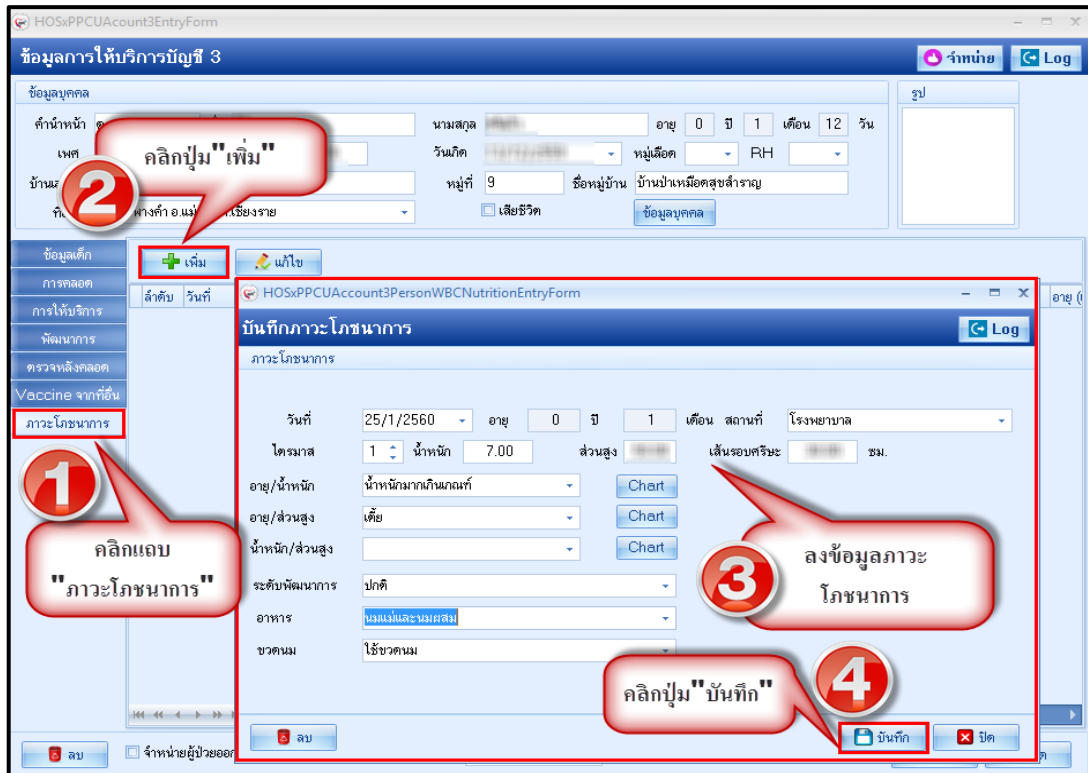 HOSxPPCUAcount3EntryForm
ข้อมูลการให้บริการบัญชี 3
จำหน่าย Log
ข้อมูลบุคคล รูป
คำนำหน้า นามสกุล อายุ 0 ปี 1 เดือน 12 วัน
เพศ วันเกิด หมู่เลือด RH
หมู่ที่ 9 ชื่อหมู่บ้าน บ้านป่าเหมือดสุขสำราญ
เสียชีวิต ข้อมูลบุคคล
คลิกปุ่ม"เพิ่ม"
2
ข้อมูลเด็ก
การคลอด
การให้บริการ
พัฒนาการ
ตรวจหลังคลอด
Vaccine จากที่อื่น
ภาวะโภชนาการ
เพิ่ม แก้ไข
ลำดับ วันที่
HOSxPPCUAccount3PersonWBCNutritionEntryForm
บันทึกภาวะโภชนาการ Log
ภาวะโภชนาการ
วันที่ 25/1/2560 อายุ 0 ปี 1 เดือน สถานที่ โรงพยาบาล
ไตรมาส 1 น้ำหนัก 7.00 ส่วนสูง เส้นรอบศรีษะ ซม.
อายุ/น้ำหนัก น้ำหนักมากเกินเกณฑ์ Chart
อายุ/ส่วนสูง เตี้ย Chart
น้ำหนัก/ส่วนสูง Chart
ระดับพัฒนาการ ปกติ
อาหาร นมแม่และนมผสม
ขวดนม ใช้ขวดนม
1
คลิกแถบ
"ภาวะโภชนาการ"
3
ลงข้อมูลภาวะ
โภชนาการ
คลิกปุ่ม"บันทึก"
4
ลบ บันทึก ปิด
ลบ จำหน่ายผู้ป่วยออก